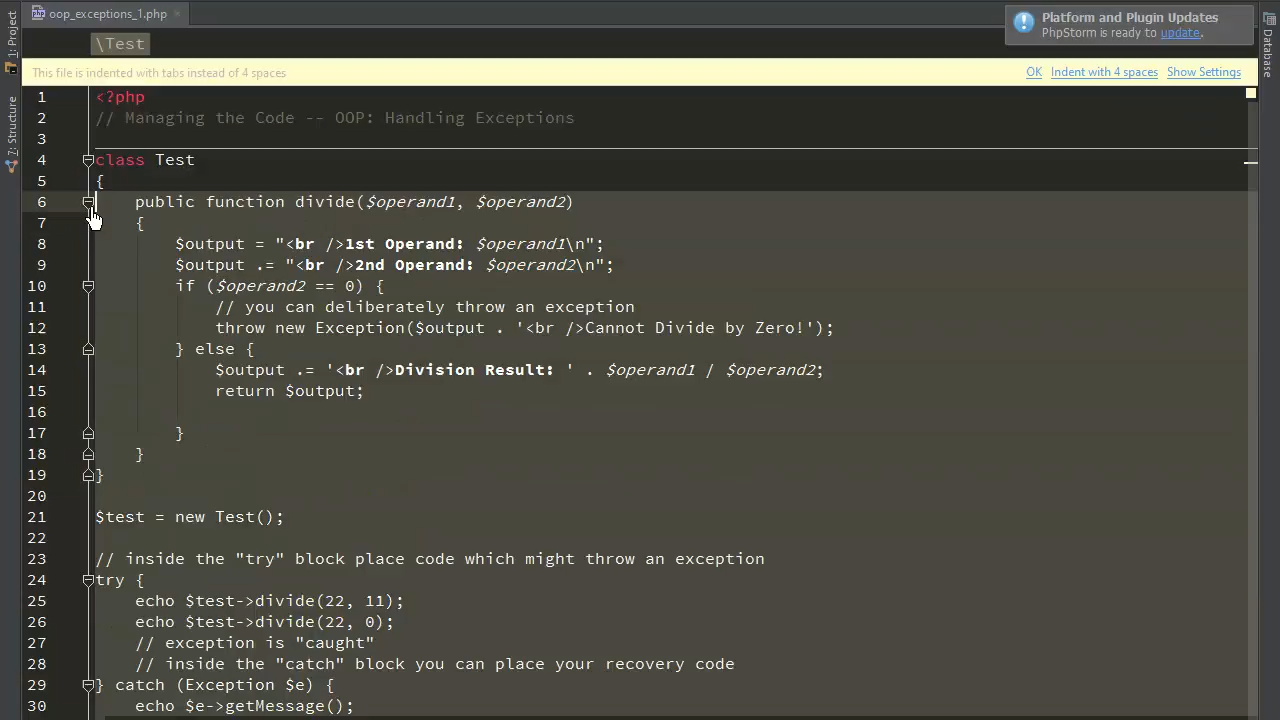 oop_exceptions_1.php
\Test
Platform and Plugin Updates
PhpStorm is ready to update.
1: Project
7: Structure
Database
This file is indented with tabs instead of 4 spaces
OK Indent with 4 spaces Show Settings
1 <?php
2 // Managing the Code -- OOP: Handling Exceptions
3
4 class Test
5 {
6     public function divide($operand1, $operand2)
7     {
8         $output = "<br />1st Operand: $operand1\n";
9         $output .= "<br />2nd Operand: $operand2\n";
10         if ($operand2 == 0) {
11             // you can deliberately throw an exception
12             throw new Exception($output . '<br />Cannot Divide by Zero!');
13         } else {
14             $output .= '<br />Division Result: ' . $operand1 / $operand2;
15             return $output;
16
17         }
18     }
19 }
20
21 $test = new Test();
22
23 // inside the "try" block place code which might throw an exception
24 try {
25     echo $test->divide(22, 11);
26     echo $test->divide(22, 0);
27     // exception is "caught"
28     // inside the "catch" block you can place your recovery code
29 } catch (Exception $e) {
30     echo $e->getMessage();